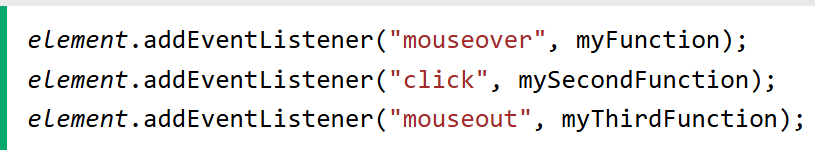 element.addEventListener("mouseover", myFunction);
element.addEventListener("click", mySecondFunction);
element.addEventListener("mouseout", myThirdFunction);